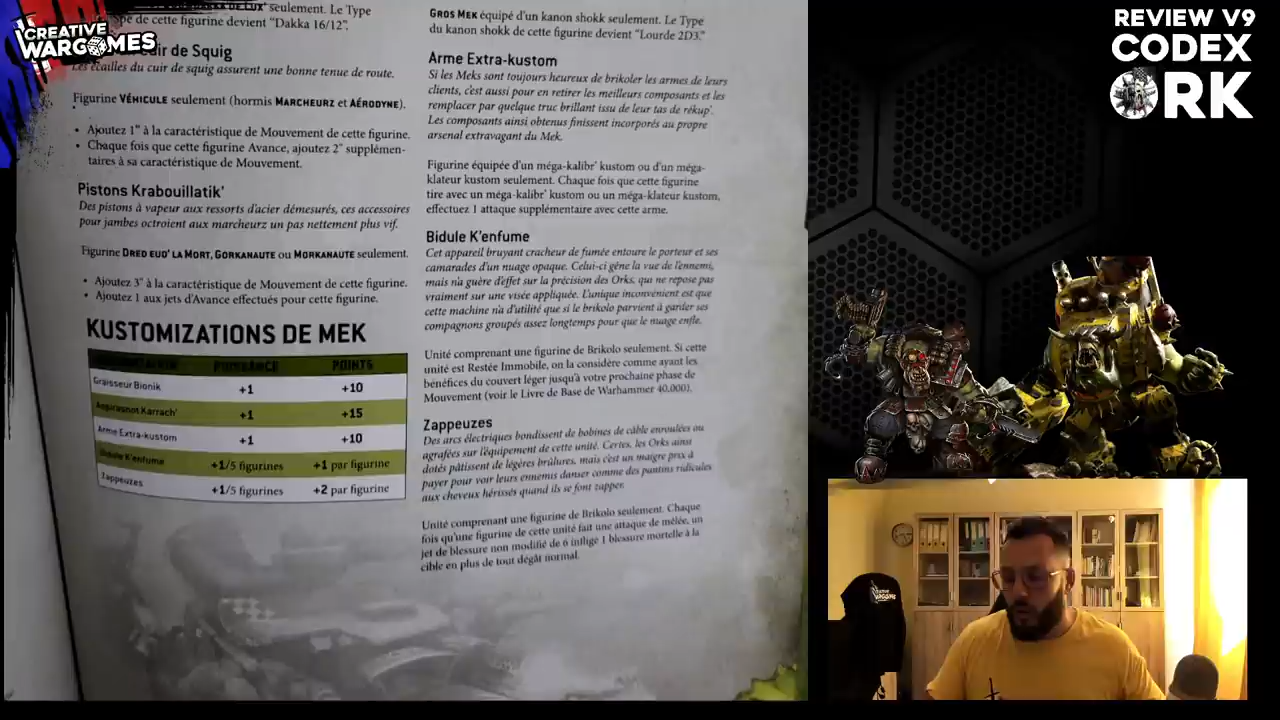 CREATIVE
WARGAMES
REVIEW V9
CODEX
ORK
seulement. Le Type
de cette figurine devient “Dakka 16/12”.
cuir de Squig
Les écailles du cuir de squig assurent une bonne tenue de route.
Figurine VÉHICULE seulement (hormis MARCHEURZ et AÉRODYNE).
• Ajoutez 1" à la caractéristique de Mouvement de cette figurine.
• Chaque fois que cette figurine Avance, ajoutez 2" supplémen-
taires à sa caractéristique de Mouvement.
Pistons Krabouillatik’
Des pistons à vapeur aux ressorts d’acier démesurés, ces accessoires
pour jambes octroient aux marcheurz un pas nettement plus vif.
Figurine DRED EUD’ LA MORT, GORKANAUTE ou MORKANAUTE seulement.
• Ajoutez 3" à la caractéristique de Mouvement de cette figurine.
• Ajoutez 1 aux jets d’Avance effectués pour cette figurine.
KUSTOMIZATIONS DE MEK
PUISSANCE POINTS
Graisseur Bionik +1 +10
+1 +15
Arme Extra-kustom +1 +10
Bidule K’enfume +1/5 figurines +1 par figurine
Zappeuzes +1/5 figurines +2 par figurine
GROS MEK équipé d’un kanon shokk seulement. Le Type
du kanon shokk de cette figurine devient “Lourde 2D3.”
Arme Extra-kustom
Si les Meks sont toujours heureux de brikoler les armes de leurs
clients, c’est aussi pour en retirer les meilleurs composants et les
remplacer par quelque truc brillant issu de leur tas de rékup’.
Les composants ainsi obtenus finissent incorporés au propre
arsenal extravagant du Mek.
Figurine équipée d’un méga-kalibr’ kustom ou d’un méga-
klateur kustom seulement. Chaque fois que cette figurine
tire avec un méga-kalibr’ kustom ou un méga-klateur kustom,
effectuez 1 attaque supplémentaire avec cette arme.
Bidule K’enfume
Cet appareil bruyant cracheur de fumée entoure le porteur et ses
camarades d’un nuage opaque. Celui-ci gêne la vue de l’ennemi,
mais n’a guère d’effet sur la précision des Orks, qui ne repose pas
vraiment sur une visée appliquée. L’unique inconvénient est que
cette machine n’a d’utilité que si le brikolo parvient à garder ses
compagnons groupés assez longtemps pour que le nuage enfle.
Unité comprenant une figurine de Brikolo seulement. Si cette
unité est Restée Immobile, on la considère comme ayant les
bénéfices du couvert léger jusqu’à votre prochaine phase de
Mouvement (voir le Livre de Base de Warhammer 40,000).
Zappeuzes
Des arcs électriques bondissent de bobines de câble enroulées ou
agrafées sur l’équipement de cette unité. Certes, les Orks ainsi
dotés pâtissent de légères brûlures, mais c’est un maigre prix à
payer pour voir leurs ennemis danser comme des pantins ridicules
aux cheveux hérissés quand ils se font zapper.
Unité comprenant une figurine de Brikolo seulement. Chaque
fois qu’une figurine de cette unité fait une attaque de mêlée, un
jet de blessure non modifié de 6 inflige 1 blessure mortelle à la
cible en plus de tout dégât normal.